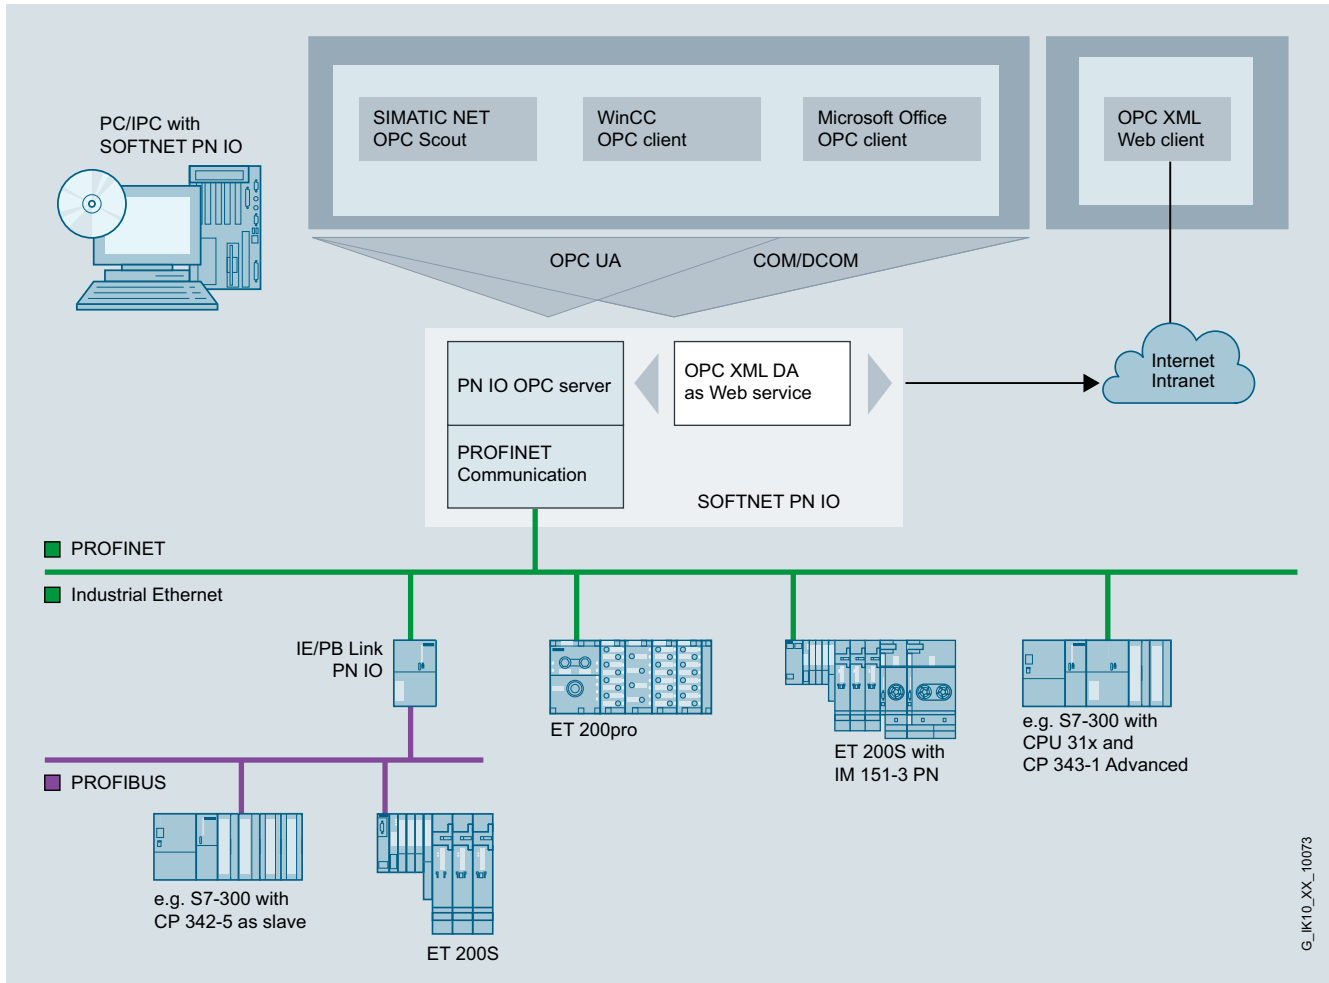 PC/IPC with
SOFTNET PN IO
SIMATIC NET
OPC Scout
WinCC
OPC client
Microsoft Office
OPC client
OPC XML
Web client
OPC UA
COM/DCOM
PN IO OPC server
OPC XML DA
as Web service
Internet
Intranet
PROFINET
Communication
SOFTNET PN IO
PROFINET
Industrial Ethernet
IE/PB Link
PN IO
ET 200pro
ET 200S with
IM 151-3 PN
e.g. S7-300 with
CPU 31x and
CP 343-1 Advanced
PROFIBUS
e.g. S7-300 with
CP 342-5 as slave
ET 200S
G_IK10_XX_10073